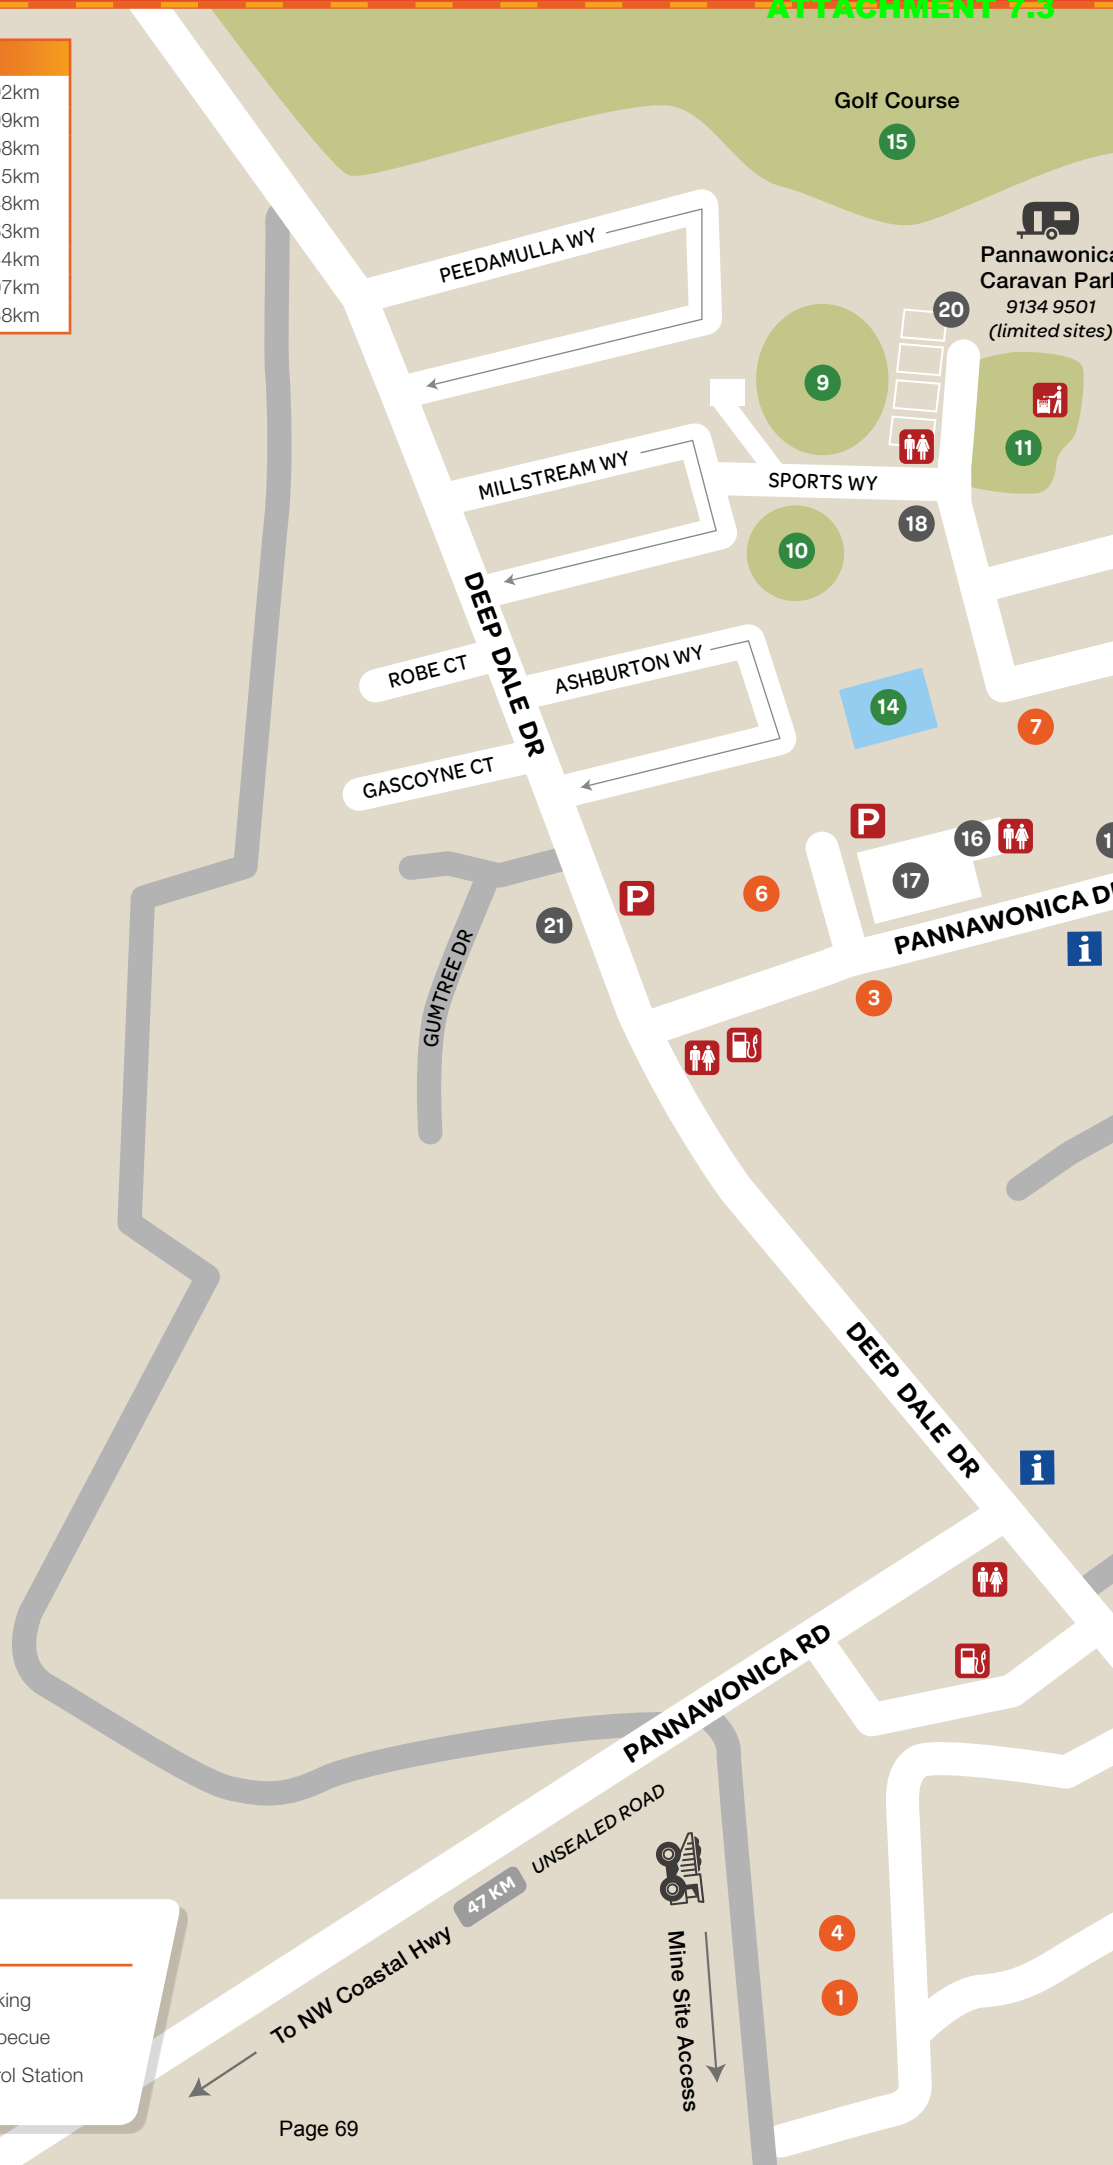 ATTACHMENT 7.3
2km
9km
8km
5km
8km
3km
4km
7km
8km
Golf Course
15
Pannawonica
Caravan Park
9134 9501
(limited sites)
PEEDAMULLA WY
20
9
11
MILLSTREAM WY
SPORTS WY
18
10
DEEP DALE DR
ROBE CT
ASHBURTON WY
14
7
GASCOYNE CT
P
16
1
17
6
P
21
PANNAWONICA D
i
GUMTREE DR
3
DEEP DALE DR
i
PANNAWONICA RD
UNSEALED ROAD
47 KM
To NW Coastal Hwy
Mine Site Access
4
1
king
becue
ol Station
Page 69